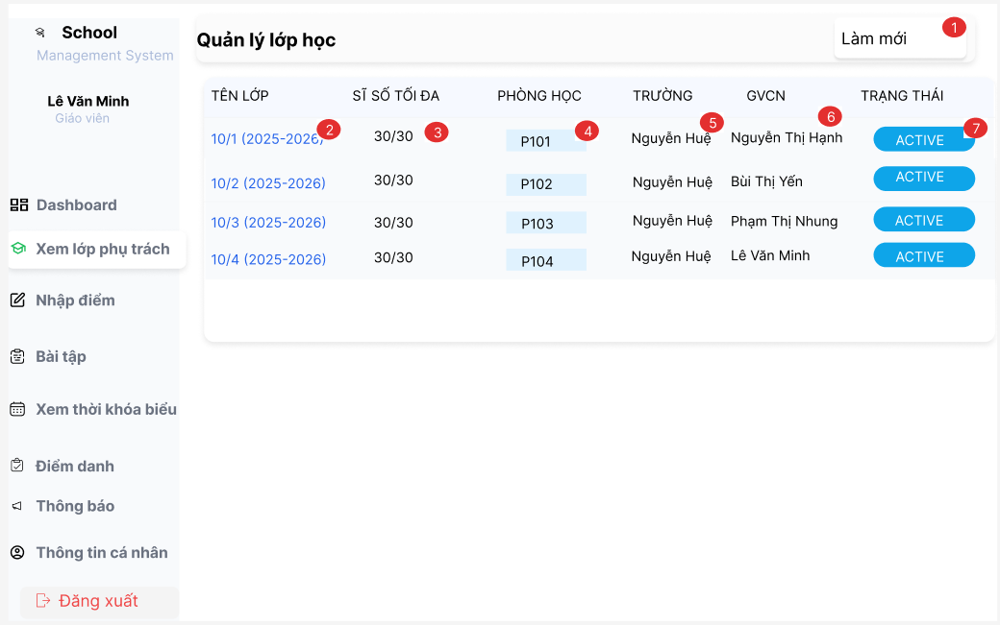 School
Management System
Lê Văn Minh
Giáo viên
Dashboard
Xem lớp phụ trách
Nhập điểm
Bài tập
Xem thời khóa biểu
Điểm danh
Thông báo
Thông tin cá nhân
Đăng xuất
Quản lý lớp học
Làm mới 1
TÊN LỚP SĨ SỐ TỐI ĐA PHÒNG HỌC TRƯỜNG GVCN TRẠNG THÁI
10/1 (2025-2026) 2 30/30 3 P101 4 Nguyễn Huệ 5 Nguyễn Thị Hạnh 6 ACTIVE 7
10/2 (2025-2026) 30/30 P102 Nguyễn Huệ Bùi Thị Yến ACTIVE
10/3 (2025-2026) 30/30 P103 Nguyễn Huệ Phạm Thị Nhung ACTIVE
10/4 (2025-2026) 30/30 P104 Nguyễn Huệ Lê Văn Minh ACTIVE